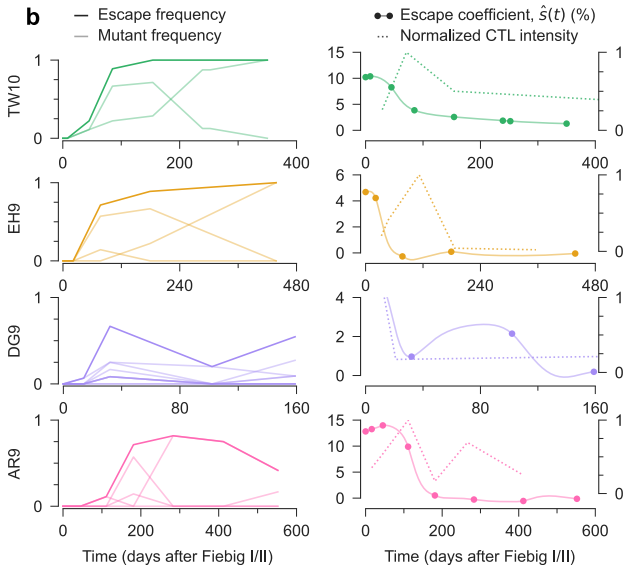 b
Escape frequency
Mutant frequency
Escape coefficient, ŝ(t) (%)
Normalized CTL intensity
TW10
1
0
0 200 400
15
10
5
0
1
0
0 200 400
EH9
1
0
0 240 480
6
4
2
0
1
0
0 240 480
DG9
1
0
0 80 160
4
2
0
1
0
0 80 160
AR9
1
0
0 200 400 600
15
10
5
0
1
0
0 200 400 600
Time (days after Fiebig I/II)
Time (days after Fiebig I/II)